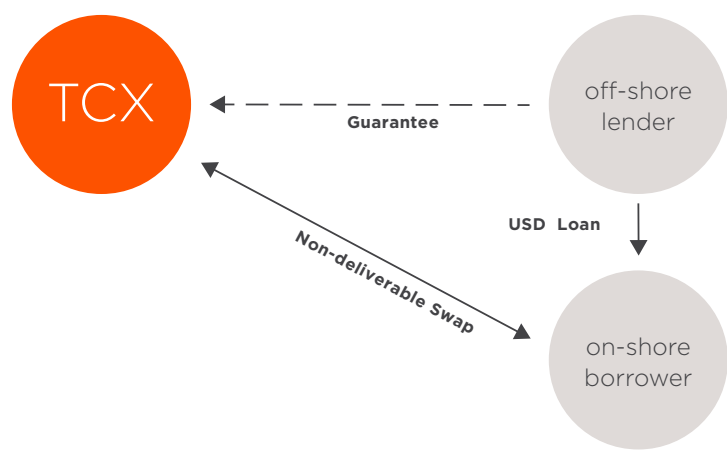 TCX
off-shore
lender
Guarantee
USD Loan
Non-deliverable Swap
on-shore
borrower